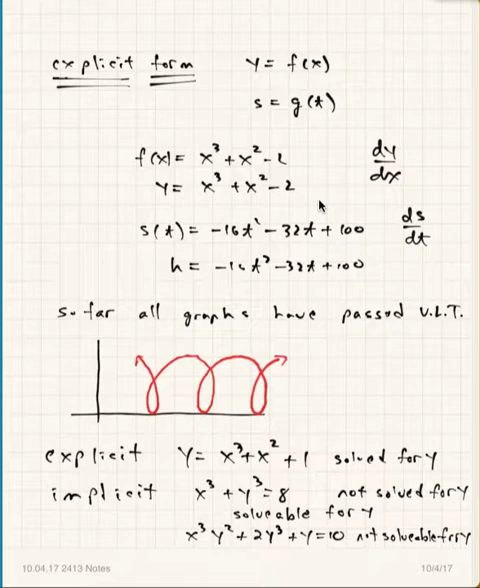 explicit form y = f(x)
s = g(t)
f(x) = x³ + x² - 2 dy/dx
y = x³ + x² - 2
s(t) = -16t² - 32t + 100 ds/dt
h = -16t² - 32t + 100
so far all graphs have passed V.L.T.
explicit y = x³ + x² + 1 solved for y
implicit x³ + y³ = 8 not solved for y
solveable for y
x³y² + 2y³ + y = 10 not solveable for y
10.04.17 2413 Notes 10/4/17